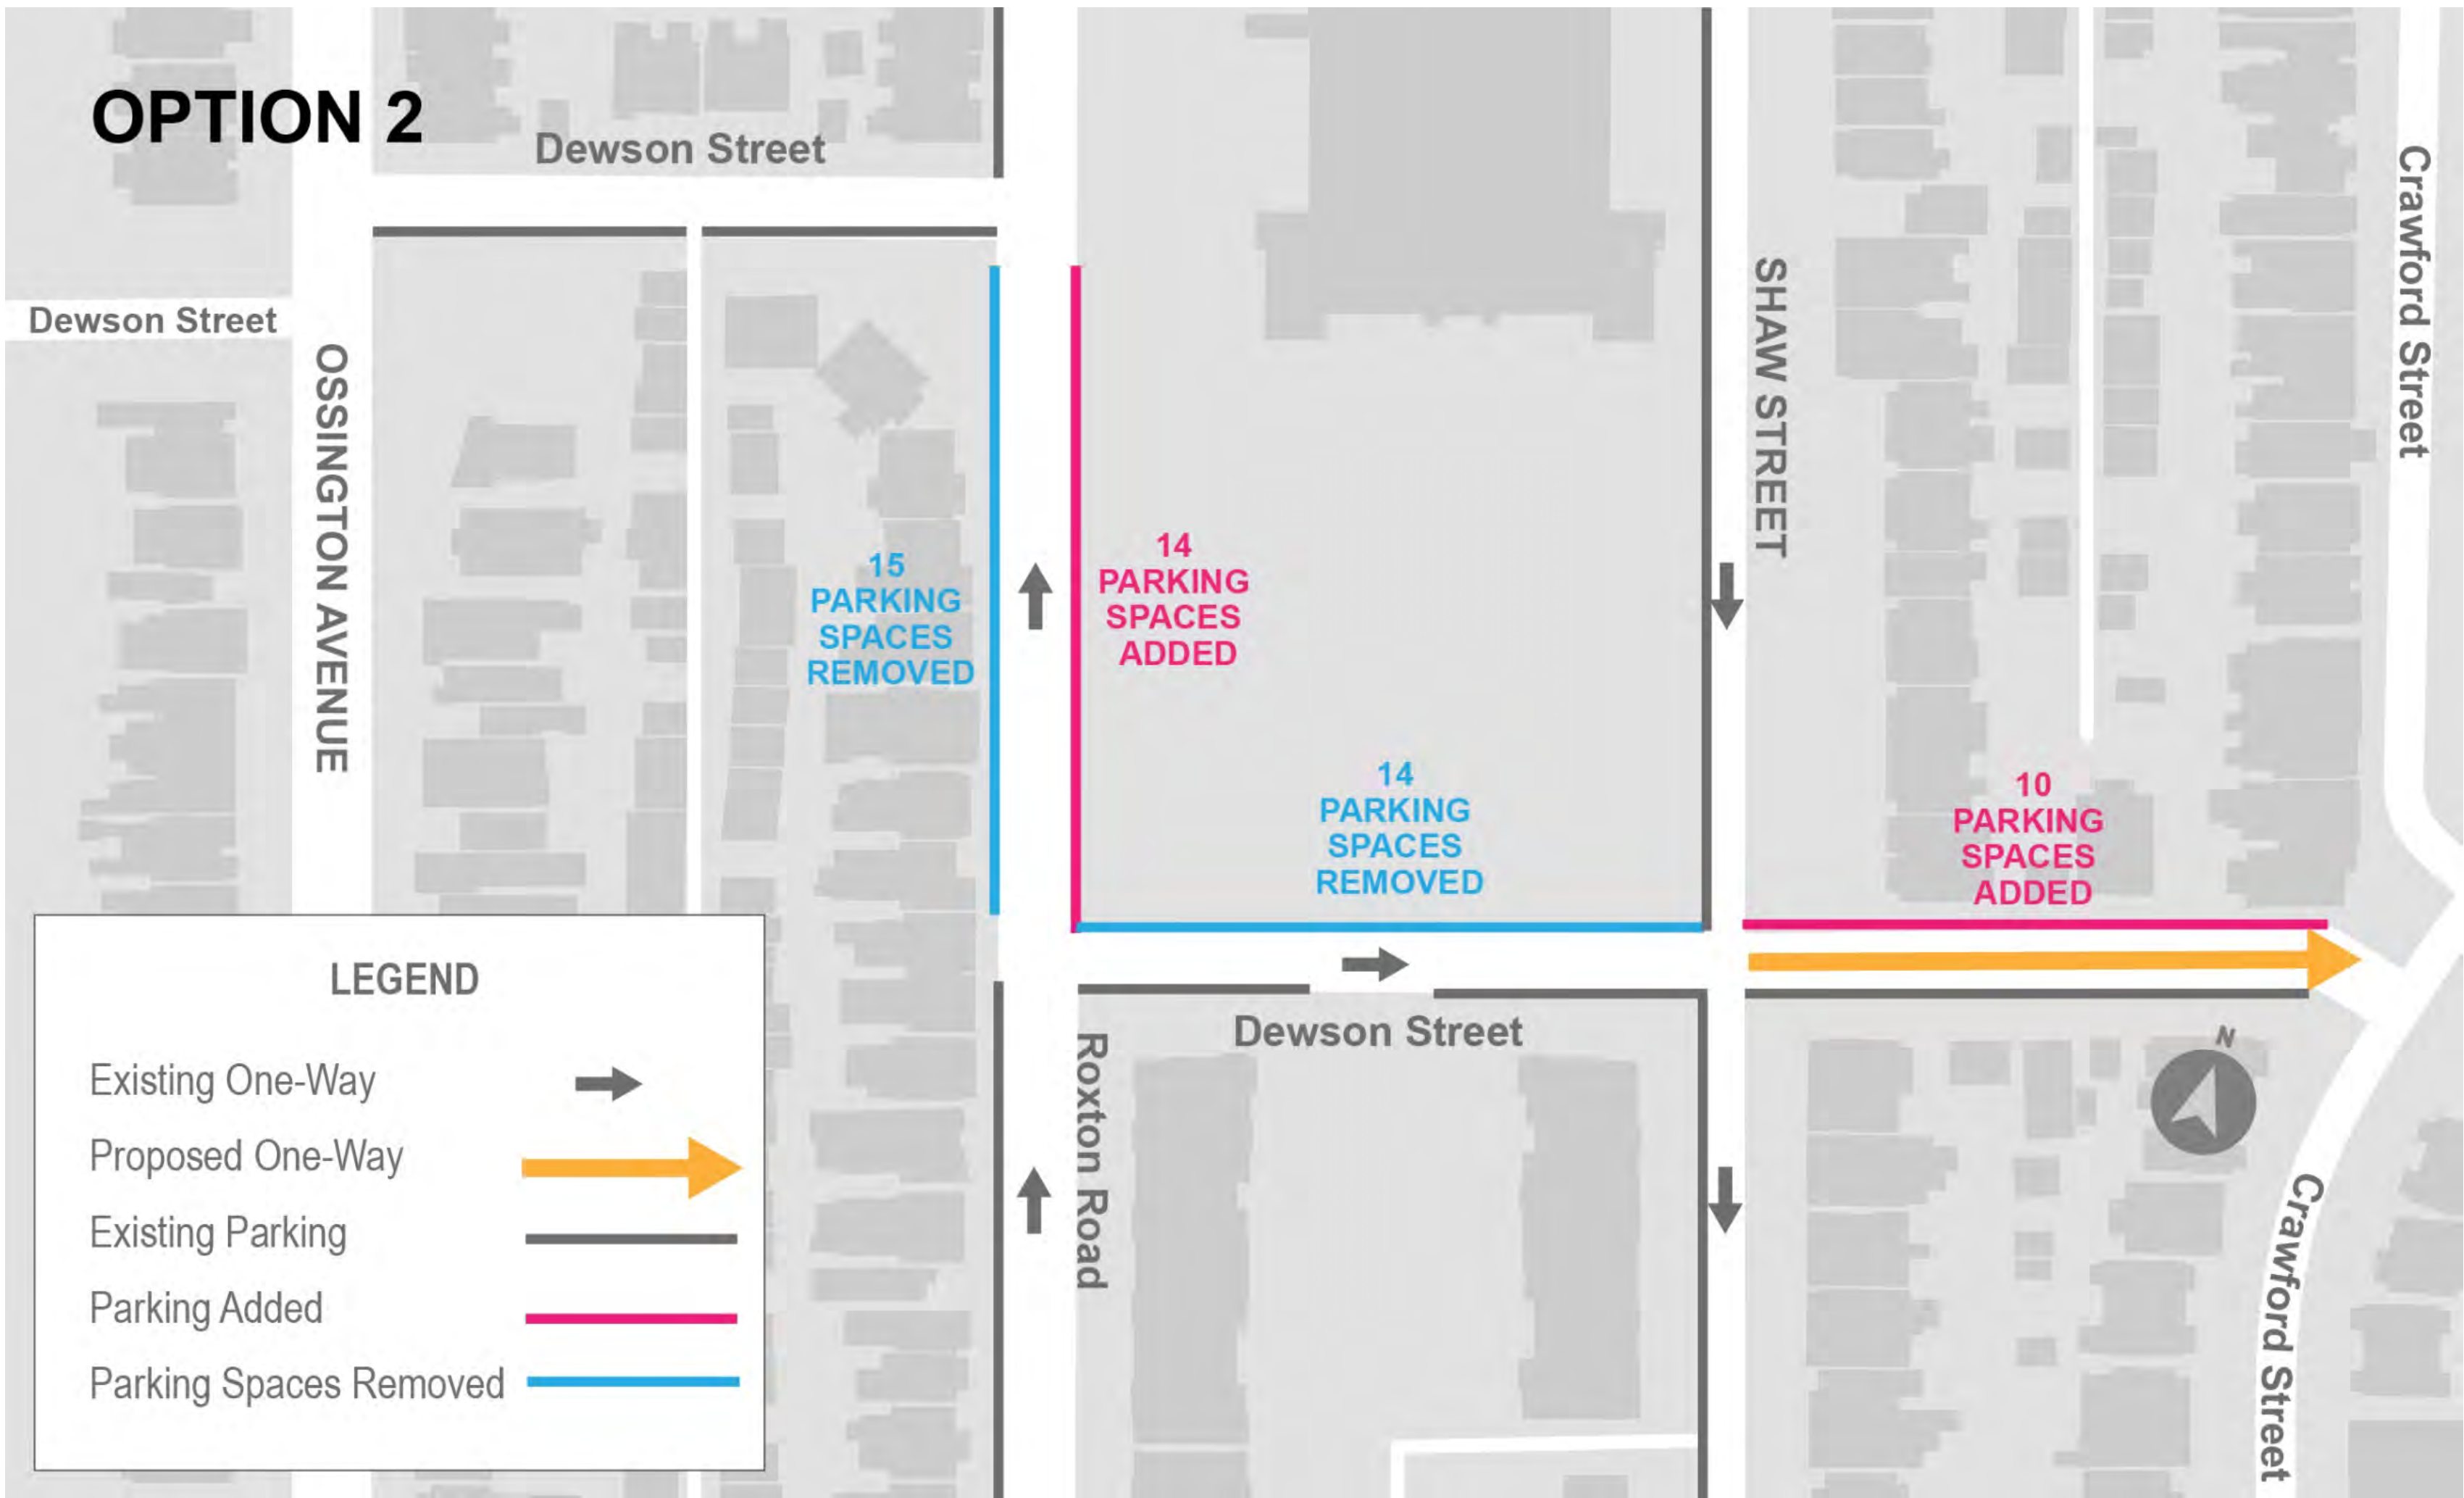 OPTION 2
Dewson Street
Dewson Street
OSSINGTON AVENUE
15
PARKING
SPACES
REMOVED
14
PARKING
SPACES
ADDED
SHAW STREET
Crawford Street
14
PARKING
SPACES
REMOVED
10
PARKING
SPACES
ADDED
Dewson Street
Roxton Road
N
Crawford Street
LEGEND
Existing One-Way
Proposed One-Way
Existing Parking
Parking Added
Parking Spaces Removed